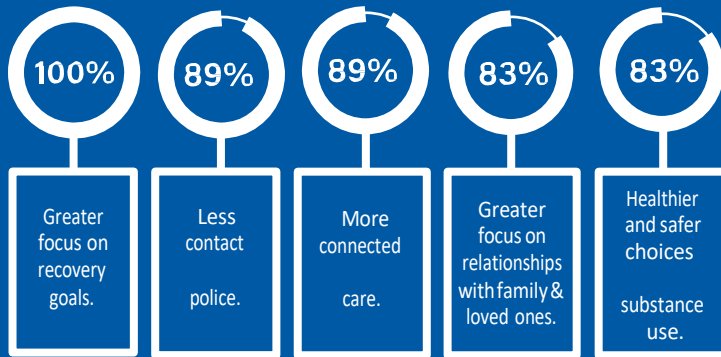 100%
89%
89%
83%
83%
Greater
focus on
recovery
goals.
Less
contact
police.
More
connected
care.
Greater
focus on
relationships
with family &
loved ones.
Healthier
and safer
choices
substance
use.